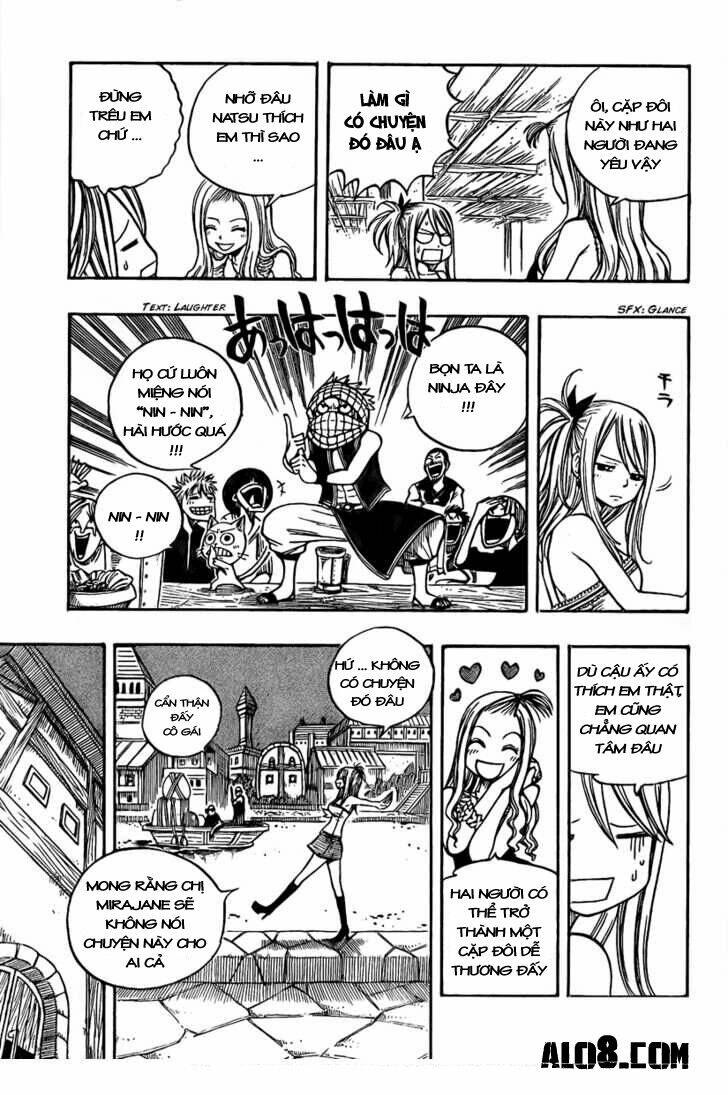 ÔI, CẶP ĐÔI
NÀY NHƯ HAI
NGƯỜI ĐANG
YÊU VẬY
LÀM GÌ
CÓ CHUYỆN
ĐÓ ĐÂU Ạ
NHỠ ĐÂU
NATSU THÍCH
EM THÌ SAO
...
ĐỪNG
TRÊU EM
CHỨ ...
SFX: GLANCE
チラ
TEXT: LAUGHTER
あっはっはっは
BỌN TA LÀ
NINJA ĐÂY
!!!
HỌ CỨ LUÔN
MIỆNG NÓI
“NIN - NIN”,
HÀI HƯỚC QUÁ
!!!
NIN - NIN
!!
DÙ CẬU ẤY CÓ
THÍCH EM THẬT,
EM CŨNG
CHẲNG QUAN
TÂM ĐÂU
HAI NGƯỜI CÓ
THỂ TRỞ
THÀNH MỘT
CẶP ĐÔI DỄ
THƯƠNG ĐẤY
HỨ ... KHÔNG
CÓ CHUYỆN
ĐÓ ĐÂU
CẨN THẬN
ĐẤY
CÔ GÁI
MONG RẰNG CHỊ
MIRAJANE SẼ
KHÔNG NÓI
CHUYỆN NÀY CHO
AI CẢ
ALO8.COM